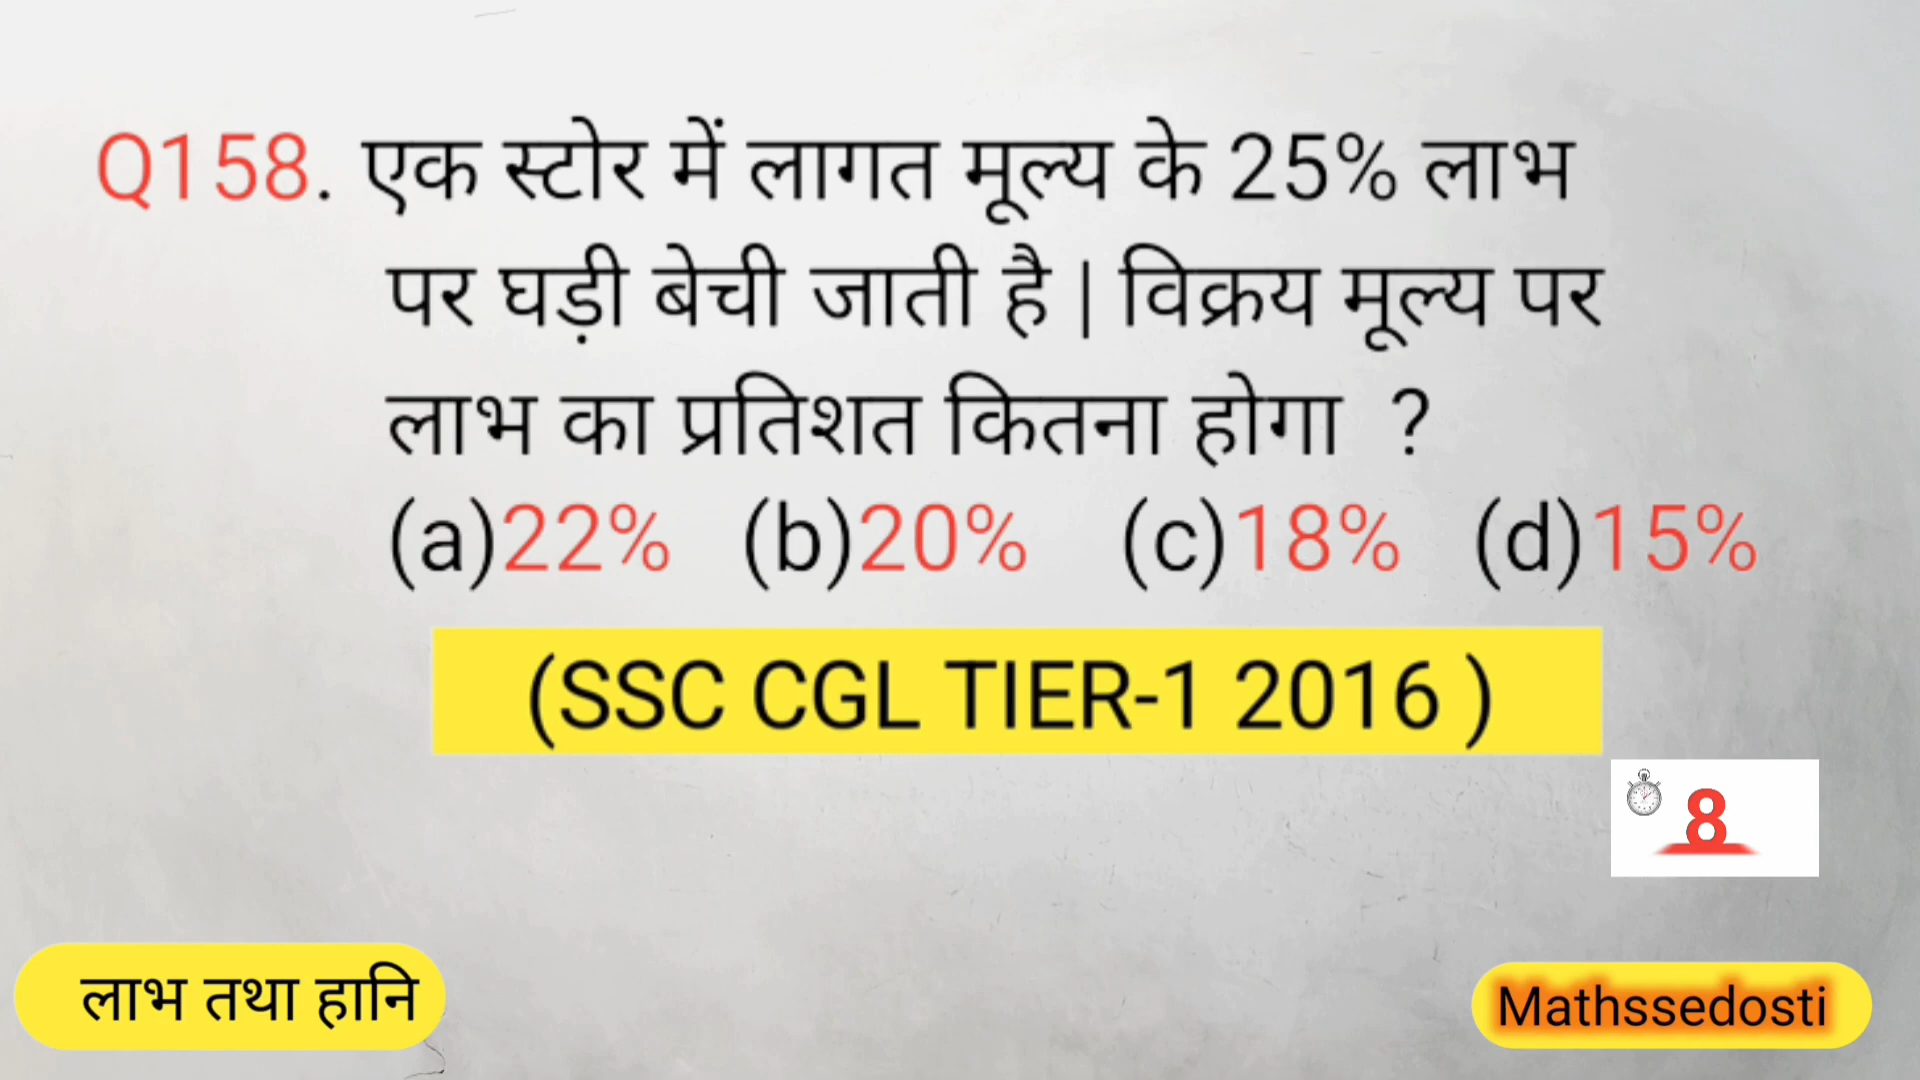 Q158. एक स्टोर में लागत मूल्य के 25% लाभ
पर घड़ी बेची जाती है | विक्रय मूल्य पर
लाभ का प्रतिशत कितना होगा ?
(a)22% (b)20% (c)18% (d)15%
(SSC CGL TIER-1 2016 )
8
लाभ तथा हानि
Mathssedosti